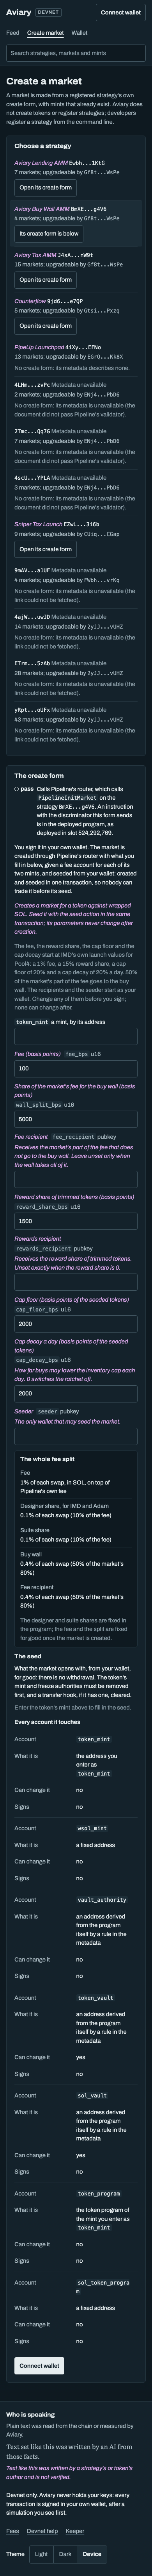 Aviary DEVNET Connect wallet
Feed Create market Wallet
Search strategies, markets and mints
Create a market
A market is made from a registered strategy's own
create form, with mints that already exist. Aviary does
not create tokens or register strategies; developers
register a strategy from the command line.
Choose a strategy
Aviary Lending AMM Ewbh...1KtG
7 markets; upgradeable by Gf8t...WsPe
Open its create form
Aviary Buy Wall AMM BmXE...g4V6
4 markets; upgradeable by Gf8t...WsPe
Its create form is below
Aviary Tax AMM J4sA...nW9t
15 markets; upgradeable by Gf8t...WsPe
Open its create form
Counterflow 9jd6...e7QP
5 markets; upgradeable by Gtsi...Pxzq
Open its create form
PipeUp Launchpad 4iXy...EFNo
13 markets; upgradeable by EGrQ...Kk8X
No create form: its metadata describes none.
4LHm...zvPc Metadata unavailable
2 markets; upgradeable by ENj4...PbD6
No create form: its metadata is unavailable (the
document did not pass Pipeline's validator).
2Tmc...Qq7G Metadata unavailable
7 markets; upgradeable by ENj4...PbD6
No create form: its metadata is unavailable (the
document did not pass Pipeline's validator).
4scU...YPLA Metadata unavailable
3 markets; upgradeable by ENj4...PbD6
No create form: its metadata is unavailable (the
document did not pass Pipeline's validator).
Sniper Tax Launch EZwL...3i6b
9 markets; upgradeable by CUiq...CGap
Open its create form
9mAV...a1UF Metadata unavailable
4 markets; upgradeable by FWbh...vrKq
No create form: its metadata is unavailable (the
link could not be fetched).
4ajW...uwJD Metadata unavailable
14 markets; upgradeable by 2yJJ...vUHZ
No create form: its metadata is unavailable (the
link could not be fetched).
ETrm...SzAb Metadata unavailable
28 markets; upgradeable by 2yJJ...vUHZ
No create form: its metadata is unavailable (the
link could not be fetched).
yRpt...oUFx Metadata unavailable
43 markets; upgradeable by 2yJJ...vUHZ
No create form: its metadata is unavailable (the
link could not be fetched).
The create form
pass Calls Pipeline's router, which calls
PipelineInitMarket on the
strategy BmXE...g4V6. An instruction
with the discriminator this form sends
is in the deployed program, as
deployed in slot 524,292,769.
You sign it in your own wallet. The market is
created through Pipeline's router with what you
fill in below, given a fee account for each of its
two mints, and seeded from your wallet: created
and seeded in one transaction, so nobody can
trade it before its seed.
Creates a market for a token against wrapped
SOL. Seed it with the seed action in the same
transaction; its parameters never change after
creation.
The fee, the reward share, the cap floor and the
cap decay start at IMD's own launch values for
Pool4: a 1% fee, a 15% reward share, a cap
floor of 20% and a cap decay of 20% a day. 50%
of the market's part of the fee goes to the buy
wall. The recipients and the seeder start as your
wallet. Change any of them before you sign;
none can change after.
token_mint a mint, by its address
Fee (basis points) fee_bps u16
100
Share of the market's fee for the buy wall (basis
points)
wall_split_bps u16
5000
Fee recipient fee_recipient pubkey
Receives the market's part of the fee that does
not go to the buy wall. Leave unset only when
the wall takes all of it.
Reward share of trimmed tokens (basis points)
reward_share_bps u16
1500
Rewards recipient
rewards_recipient pubkey
Receives the reward share of trimmed tokens.
Unset exactly when the reward share is 0.
Cap floor (basis points of the seeded tokens)
cap_floor_bps u16
2000
Cap decay a day (basis points of the seeded
tokens)
cap_decay_bps u16
How far buys may lower the inventory cap each
day. 0 switches the ratchet off.
2000
Seeder seeder pubkey
The only wallet that may seed the market.
The whole fee split
Fee
1% of each swap, in SOL, on top of
Pipeline's own fee
Designer share, for IMD and Adam
0.1% of each swap (10% of the fee)
Suite share
0.1% of each swap (10% of the fee)
Buy wall
0.4% of each swap (50% of the market's
80%)
Fee recipient
0.4% of each swap (50% of the market's
80%)
The designer and suite shares are fixed in
the program; the fee and the split are fixed
for good once the market is created.
The seed
What the market opens with, from your wallet,
for good: there is no withdrawal. The token's
mint and freeze authorities must be removed
first, and a transfer hook, if it has one, cleared.
Enter the token's mint above to fill in the seed.
Every account it touches
Account token_mint
What it is the address you
enter as
token_mint
Can change it no
Signs no
Account wsol_mint
What it is a fixed address
Can change it no
Signs no
Account vault_authority
What it is an address derived
from the program
itself by a rule in the
metadata
Can change it no
Signs no
Account token_vault
What it is an address derived
from the program
itself by a rule in the
metadata
Can change it yes
Signs no
Account sol_vault
What it is an address derived
from the program
itself by a rule in the
metadata
Can change it yes
Signs no
Account token_program
What it is the token program of
the mint you enter as
token_mint
Can change it no
Signs no
Account sol_token_progra
m
What it is a fixed address
Can change it no
Signs no
Connect wallet
Who is speaking
Plain text was read from the chain or measured by
Aviary.
Text set like this was written by an AI from
those facts.
Text like this was written by a strategy's or token's
author and is not verified.
Devnet only. Aviary never holds your keys: every
transaction is signed in your own wallet, after a
simulation you see first.
Fees Devnet help Keeper
Theme Light Dark Device